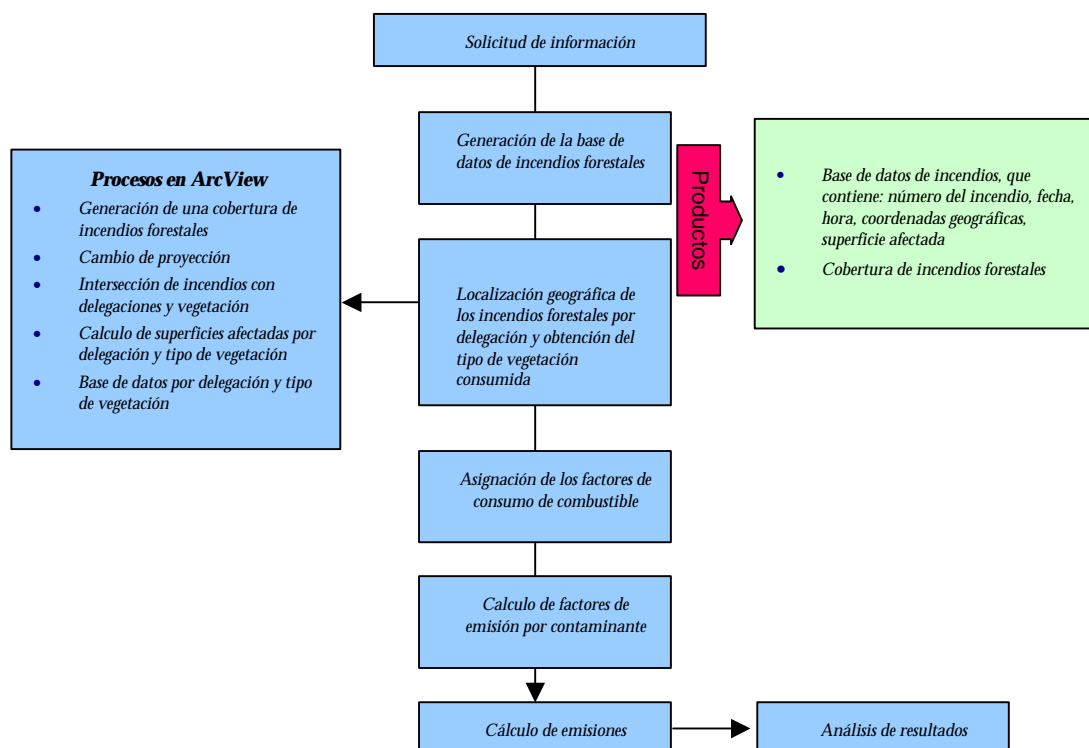 Solicitud de información
Generación de la base de
datos de incendios forestales
Procesos en ArcView
• Generación de una cobertura de
incendios forestales
• Cambio de proyección
• Intersección de incendios con
delegaciones y vegetación
• Calculo de superficies afectadas por
delegación y tipo de vegetación
• Base de datos por delegación y tipo
de vegetación
Productos
• Base de datos de incendios, que
contiene: número del incendio, fecha,
hora, coordenadas geográficas,
superficie afectada
• Cobertura de incendios forestales
Localización geográfica de
los incendios forestales por
delegación y obtención del
tipo de vegetación
consumida
Asignación de los factores de
consumo de combustible
Calculo de factores de
emisión por contaminante
Cálculo de emisiones
Análisis de resultados